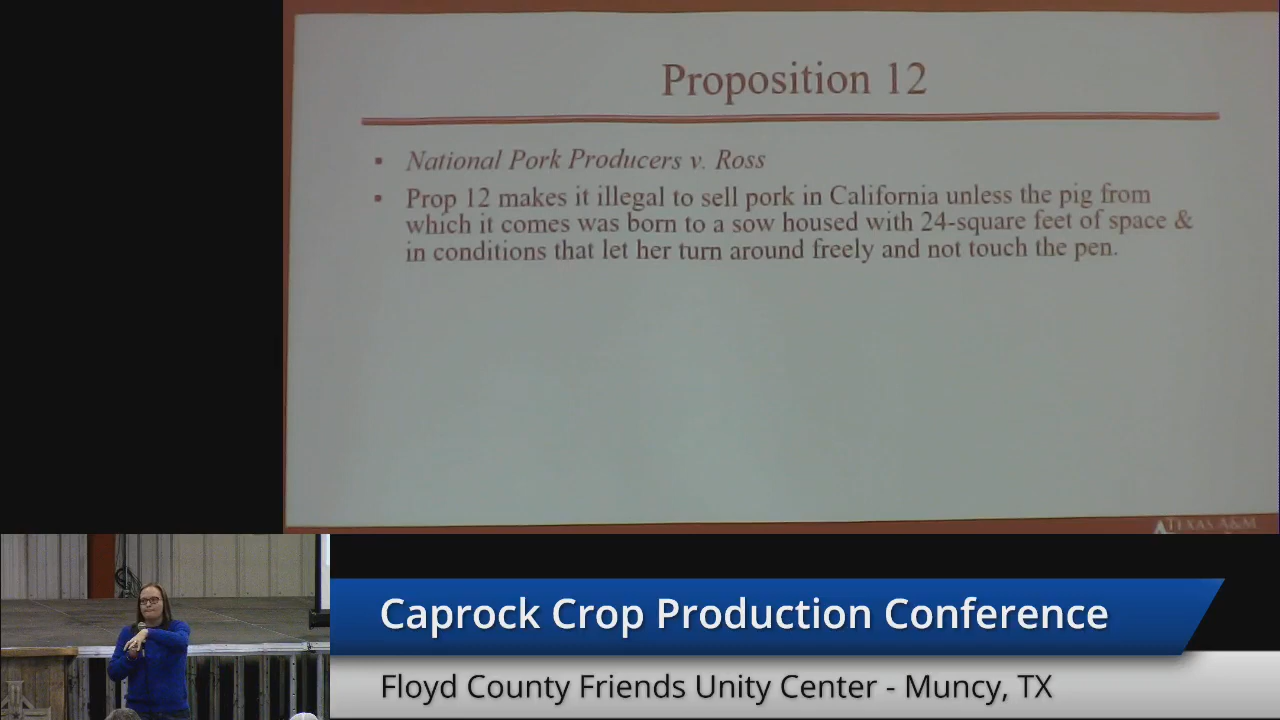 Proposition 12
▪ National Pork Producers v. Ross
▪ Prop 12 makes it illegal to sell pork in California unless the pig from
which it comes was born to a sow housed with 24-square feet of space &
in conditions that let her turn around freely and not touch the pen.
TEXAS A&M
Caprock Crop Production Conference
Floyd County Friends Unity Center - Muncy, TX